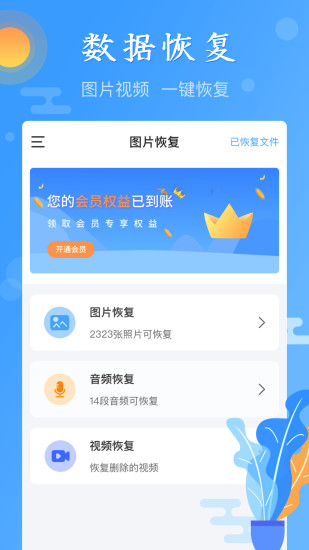 数据恢复
图片视频 一键恢复
图片恢复
已恢复文件
您的会员权益已到账
领取会员专享权益
开通会员
图片恢复
2323张照片可恢复
音频恢复
14段音频可恢复
视频恢复
恢复删除的视频